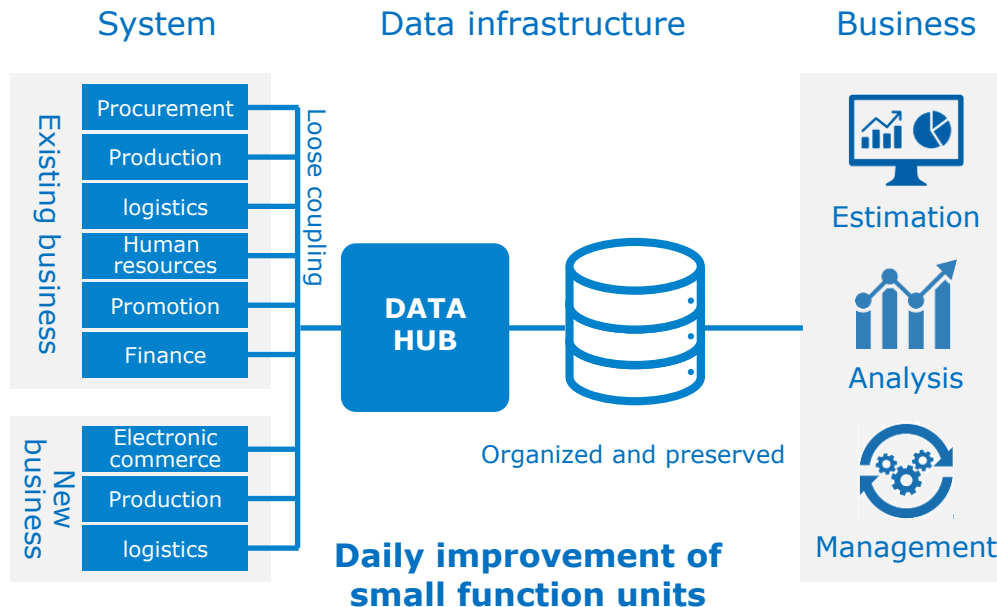 System
Data infrastructure
Business
Existing business
Procurement
Production
logistics
Human
resources
Promotion
Finance
Loose coupling
New
business
Electronic
commerce
Production
logistics
DATA
HUB
Organized and preserved
Daily improvement of
small function units
Estimation
Analysis
Management